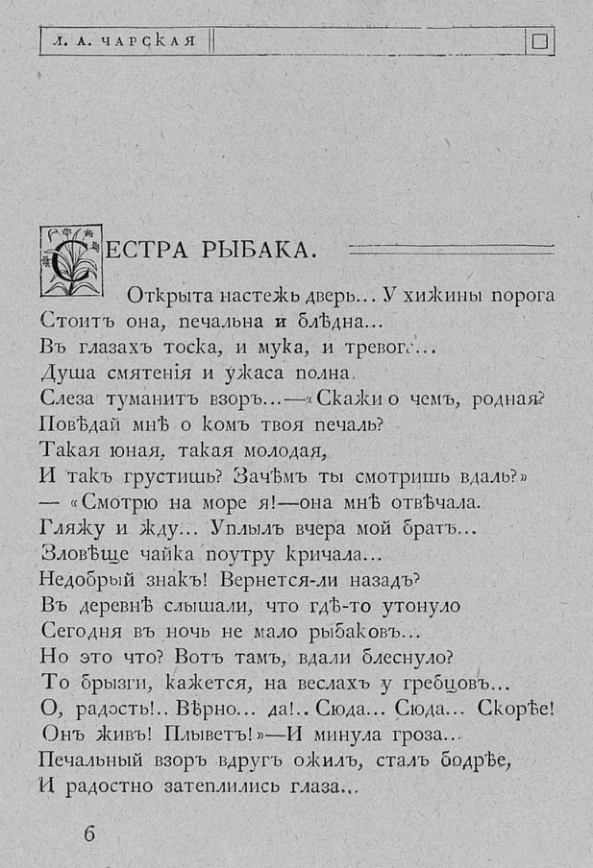 Л. А. ЧАРСКАЯ
СЕСТРА РЫБАКА.
Открыта настежь дверь... У хижины порога
Стоитъ она, печальна и блѣдна...
Въ глазахъ тоска, и мука, и тревога...
Душа смятенія и ужаса полна.
Слеза туманитъ взоръ...—«Скажи о чемъ, родная?
Повѣдай мнѣ о комъ твоя печаль?
Такая юная, такая молодая,
И такъ грустишь? Зачѣмъ ты смотришь вдаль?»
— «Смотрю на море я!—она мнѣ отвѣчала.
Гляжу и жду... Уплылъ вчера мой братъ...
Зловѣще чайка поутру кричала...
Недобрый знакъ! Вернется-ли назадъ?
Въ деревнѣ слышали, что гдѣ-то утонуло
Сегодня въ ночь не мало рыбаковъ...
Но это что? Вотъ тамъ, вдали блеснуло?
То брызги, кажется, на веслахъ у гребцовъ...
О, радость!.. Вѣрно... да!.. Сюда... Сюда... Скорѣе!
Онъ живъ! Плыветъ!»—И минула гроза...
Печальный взоръ вдругъ ожилъ, сталъ бодрѣе,
И радостно затеплились глаза...
6